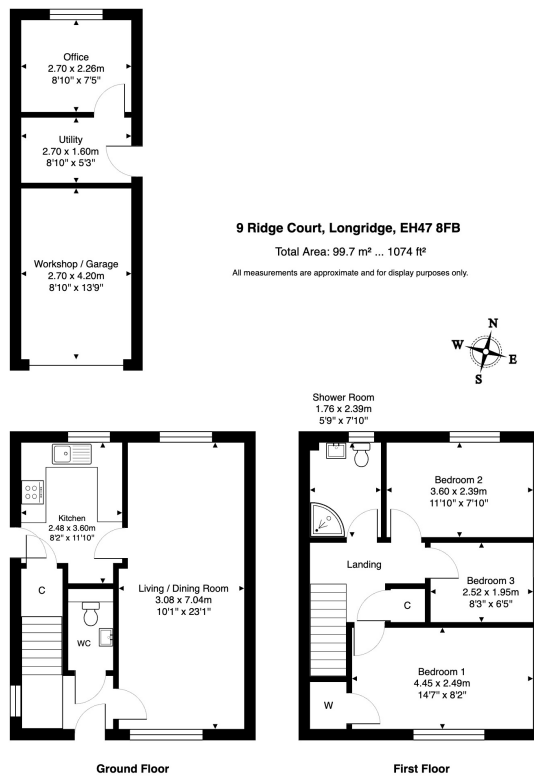 Office
2.70 x 2.26m
8'10" x 7'5"
Utility
2.70 x 1.60m
8'10" x 5'3"
Workshop / Garage
2.70 x 4.20m
8'10" x 13'9"
9 Ridge Court, Longridge, EH47 8FB
Total Area: 99.7 m² ... 1074 ft²
All measurements are approximate and for display purposes only.
N
W
E
S
Kitchen
2.48 x 3.60m
8'2" x 11'10"
C
WC
Living / Dining Room
3.08 x 7.04m
10'1" x 23'1"
Ground Floor
Shower Room
1.76 x 2.39m
5'9" x 7'10"
Bedroom 2
3.60 x 2.39m
11'10" x 7'10"
Landing
Bedroom 3
2.52 x 1.95m
8'3" x 6'5"
C
Bedroom 1
4.45 x 2.49m
14'7" x 8'2"
W
First Floor